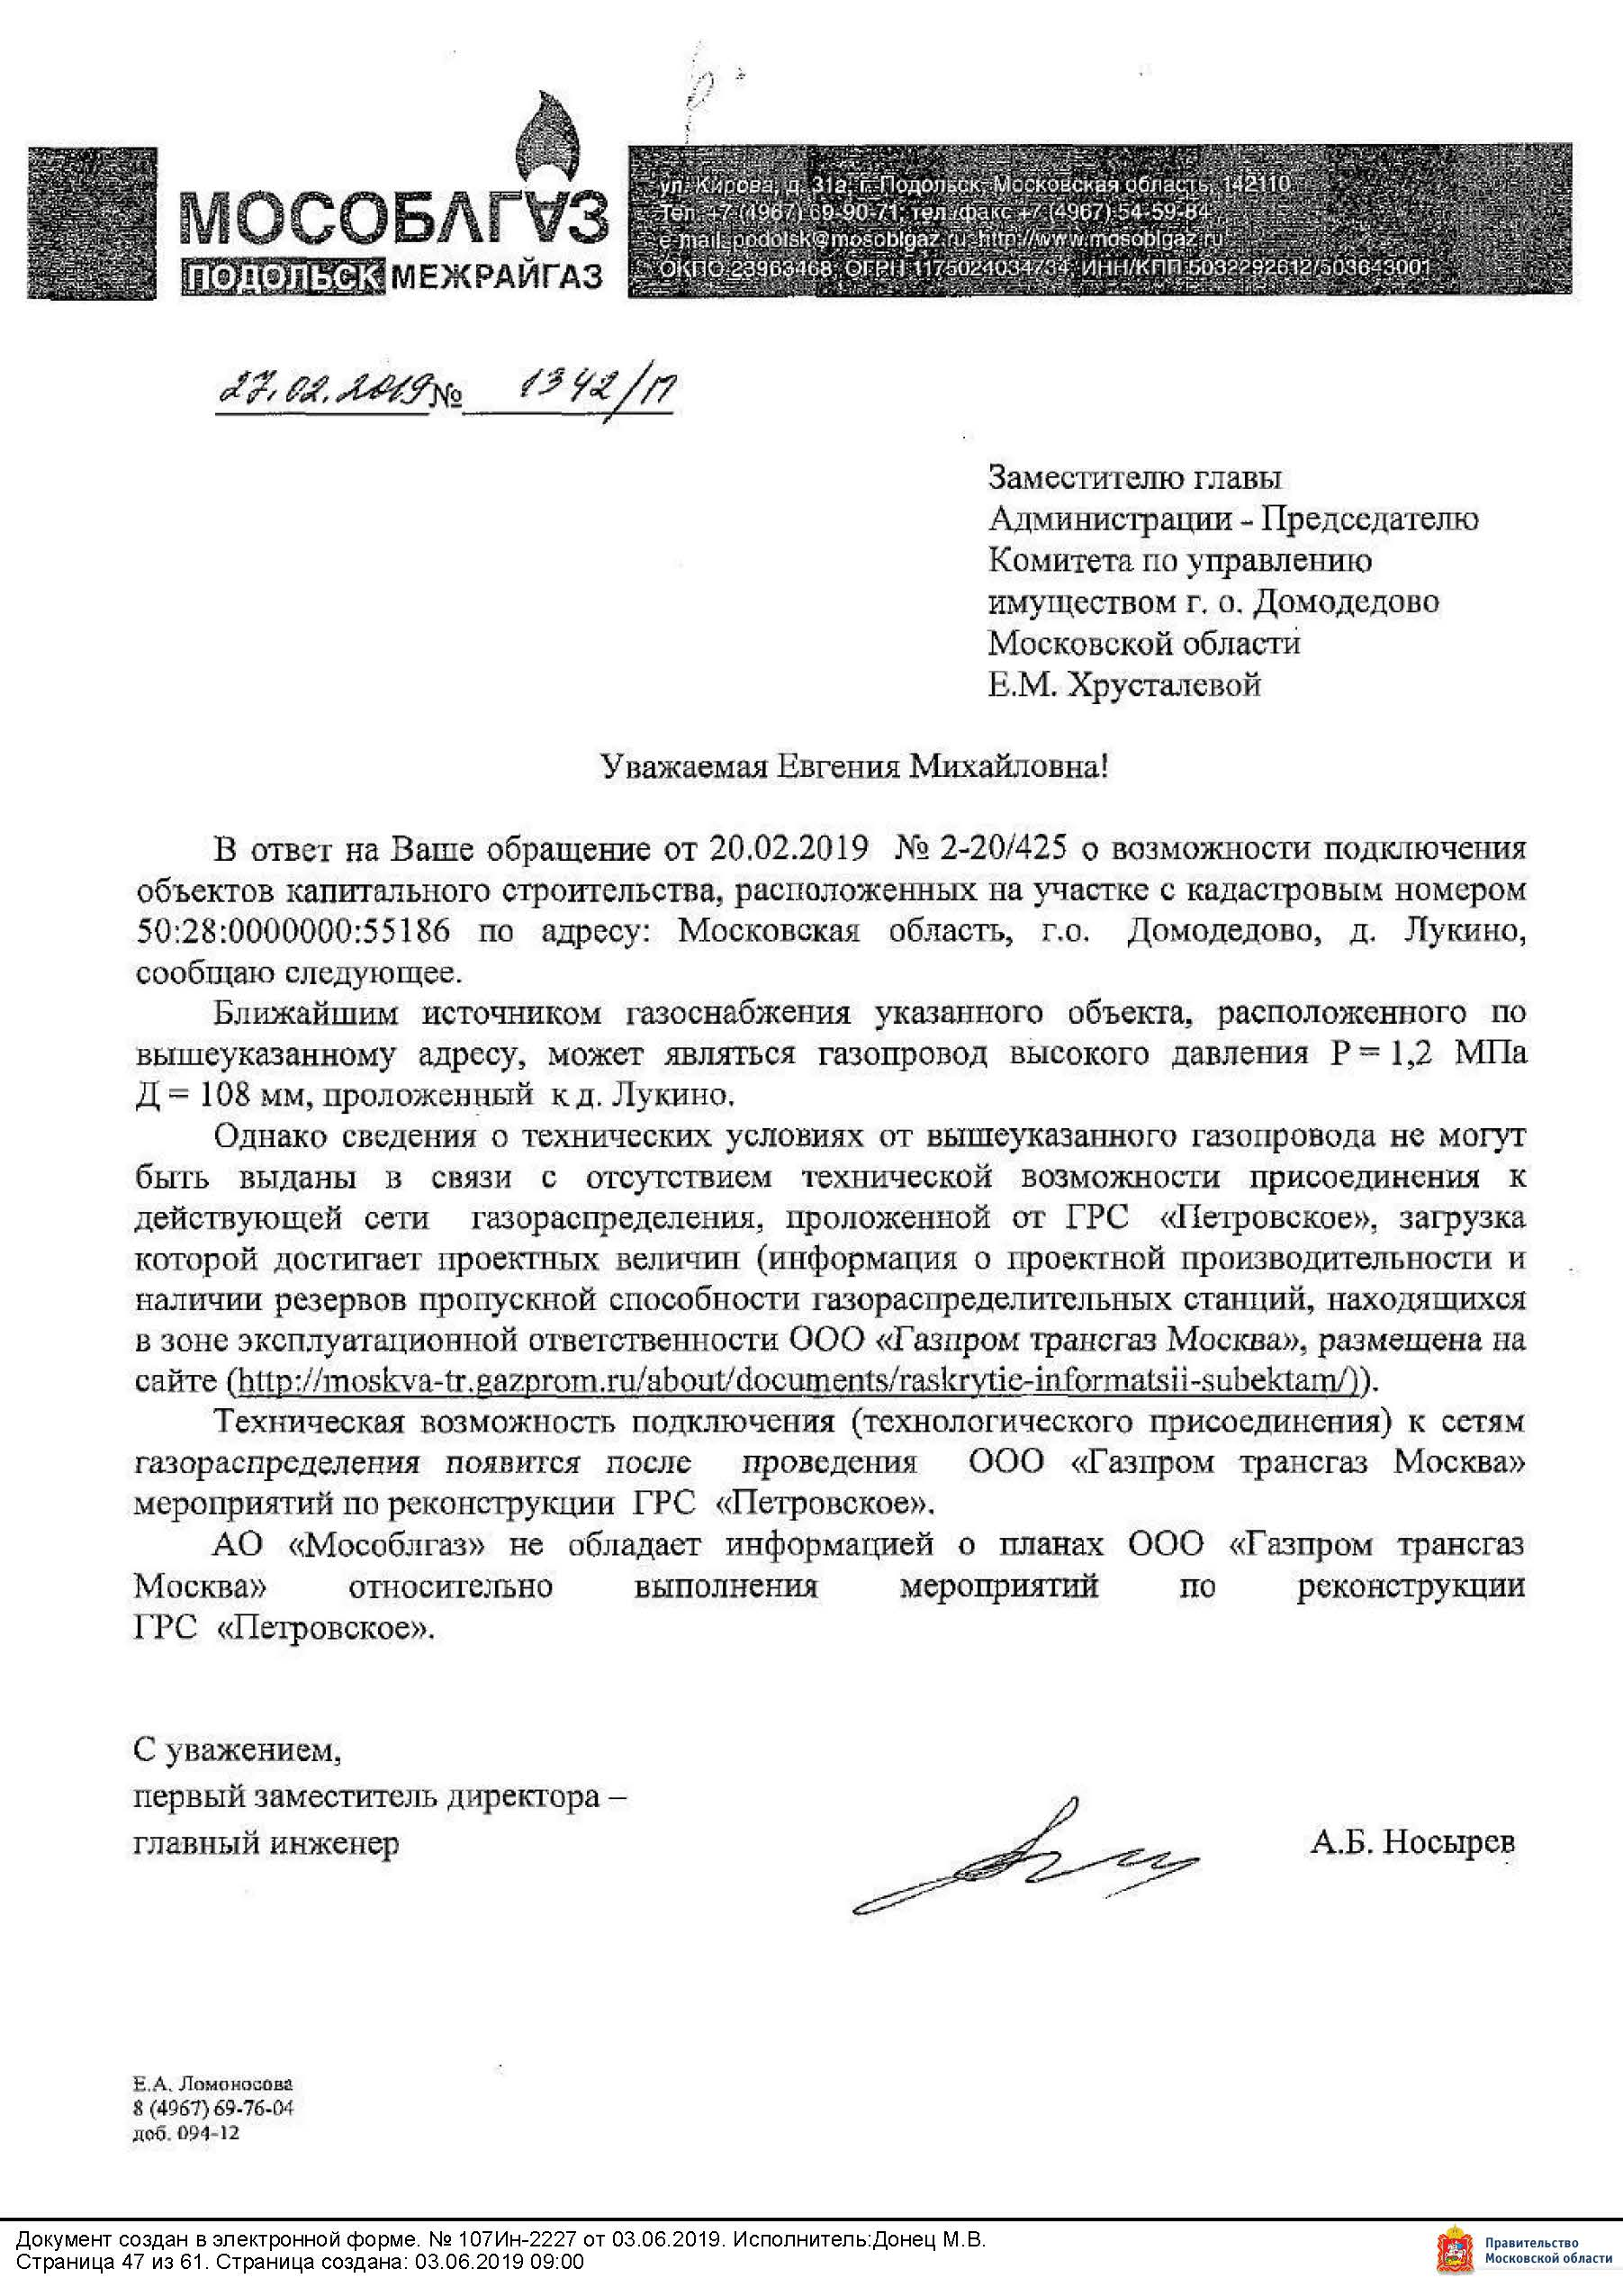 МОСОБЛГАЗ
ПОДОЛЬСК МЕЖРАЙГАЗ
ул. Кирова, д. 31а, г. Подольск, Московская область, 142110
Тел. +7 (4967) 69-90-71, тел./факс +7 (4967) 54-59-84
e-mail: podolsk@mosoblgaz.ru http://www.mosoblgaz.ru
ОКПО 23963468 ОГРН 1175024034734 ИНН/КПП 5032292612/503643001
27.02.2019 № 1342/П
Заместителю главы
Администрации - Председателю
Комитета по управлению
имуществом г. о. Домодедово
Московской области
Е.М. Хрусталевой
Уважаемая Евгения Михайловна!
В ответ на Ваше обращение от 20.02.2019 № 2-20/425 о возможности подключения
объектов капитального строительства, расположенных на участке с кадастровым номером
50:28:0000000:55186 по адресу: Московская область, г.о. Домодедово, д. Лукино,
сообщаю следующее.
Ближайшим источником газоснабжения указанного объекта, расположенного по
вышеуказанному адресу, может являться газопровод высокого давления Р = 1,2 МПа
Д = 108 мм, проложенный к д. Лукино.
Однако сведения о технических условиях от вышеуказанного газопровода не могут
быть выданы в связи с отсутствием технической возможности присоединения к
действующей сети газораспределения, проложенной от ГРС «Петровское», загрузка
которой достигает проектных величин (информация о проектной производительности и
наличии резервов пропускной способности газораспределительных станций, находящихся
в зоне эксплуатационной ответственности ООО «Газпром трансгаз Москва», размещена на
сайте (http://moskva-tr.gazprom.ru/about/documents/raskrytie-informatsii-subektam/)).
Техническая возможность подключения (технологического присоединения) к сетям
газораспределения появится после проведения ООО «Газпром трансгаз Москва»
мероприятий по реконструкции ГРС «Петровское».
АО «Мособлгаз» не обладает информацией о планах ООО «Газпром трансгаз
Москва» относительно выполнения мероприятий по реконструкции
ГРС «Петровское».
С уважением,
первый заместитель директора –
главный инженер
А.Б. Носырев
Е.А. Ломоносова
8 (4967) 69-76-04
доб. 094-12
Документ создан в электронной форме. № 107Ин-2227 от 03.06.2019. Исполнитель:Донец М.В.
Страница 47 из 61. Страница создана: 03.06.2019 09:00
Правительство
Московской области